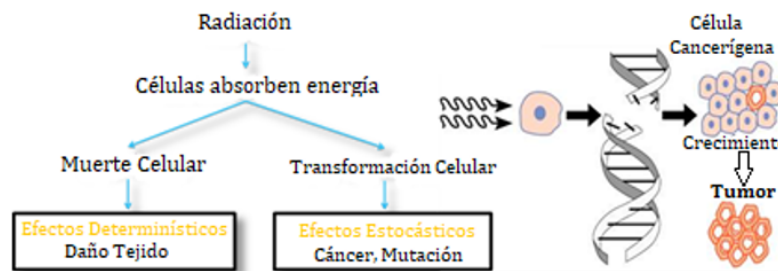 Radiación
Células absorben energía
Muerte Celular
Transformación Celular
Efectos Determinísticos
Daño Tejido
Efectos Estocásticos
Cáncer, Mutación
Célula
Cancerígena
Crecimient
Tumor